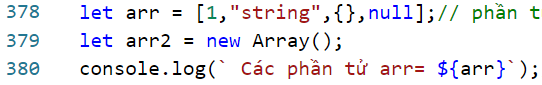 378 let arr = [1,"string",{},null];// phần t
379 let arr2 = new Array();
380 console.log(` Các phần tử arr= ${arr}`);